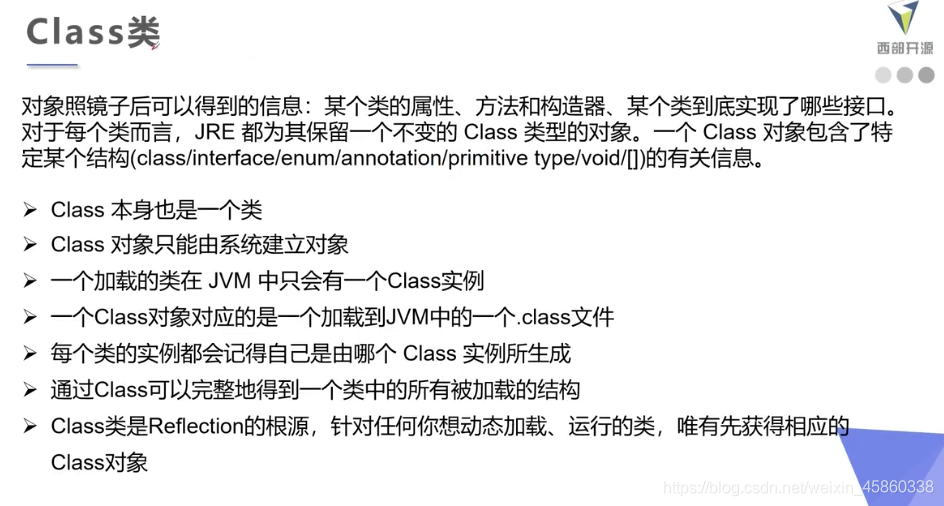 Class类
西部开源
对象照镜子后可以得到的信息：某个类的属性、方法和构造器、某个类到底实现了哪些接口。
对于每个类而言，JRE 都为其保留一个不变的 Class 类型的对象。一个 Class 对象包含了特
定某个结构(class/interface/enum/annotation/primitive type/void/[])的有关信息。
➢ Class 本身也是一个类
➢ Class 对象只能由系统建立对象
➢ 一个加载的类在 JVM 中只会有一个Class实例
➢ 一个Class对象对应的是一个加载到JVM中的一个.class文件
➢ 每个类的实例都会记得自己是由哪个 Class 实例所生成
➢ 通过Class可以完整地得到一个类中的所有被加载的结构
➢ Class类是Reflection的根源，针对任何你想动态加载、运行的类，唯有先获得相应的
Class对象
https://blog.csdn.net/weixin_45860338